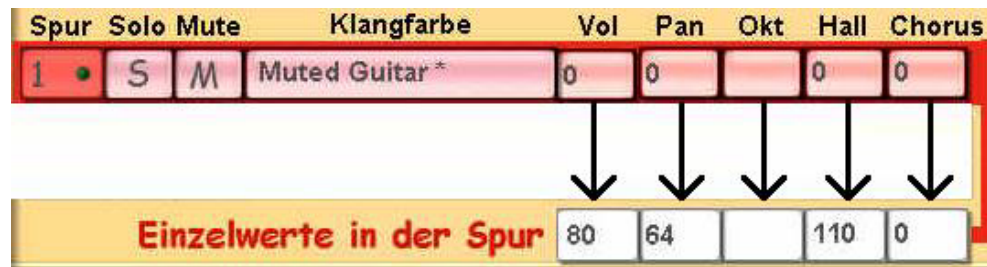 Spur Solo Mute Klangfarbe Vol Pan Okt Hall Chorus
1 S M Muted Guitar * 0 0 0 0
Einzelwerte in der Spur 80 64 110 0